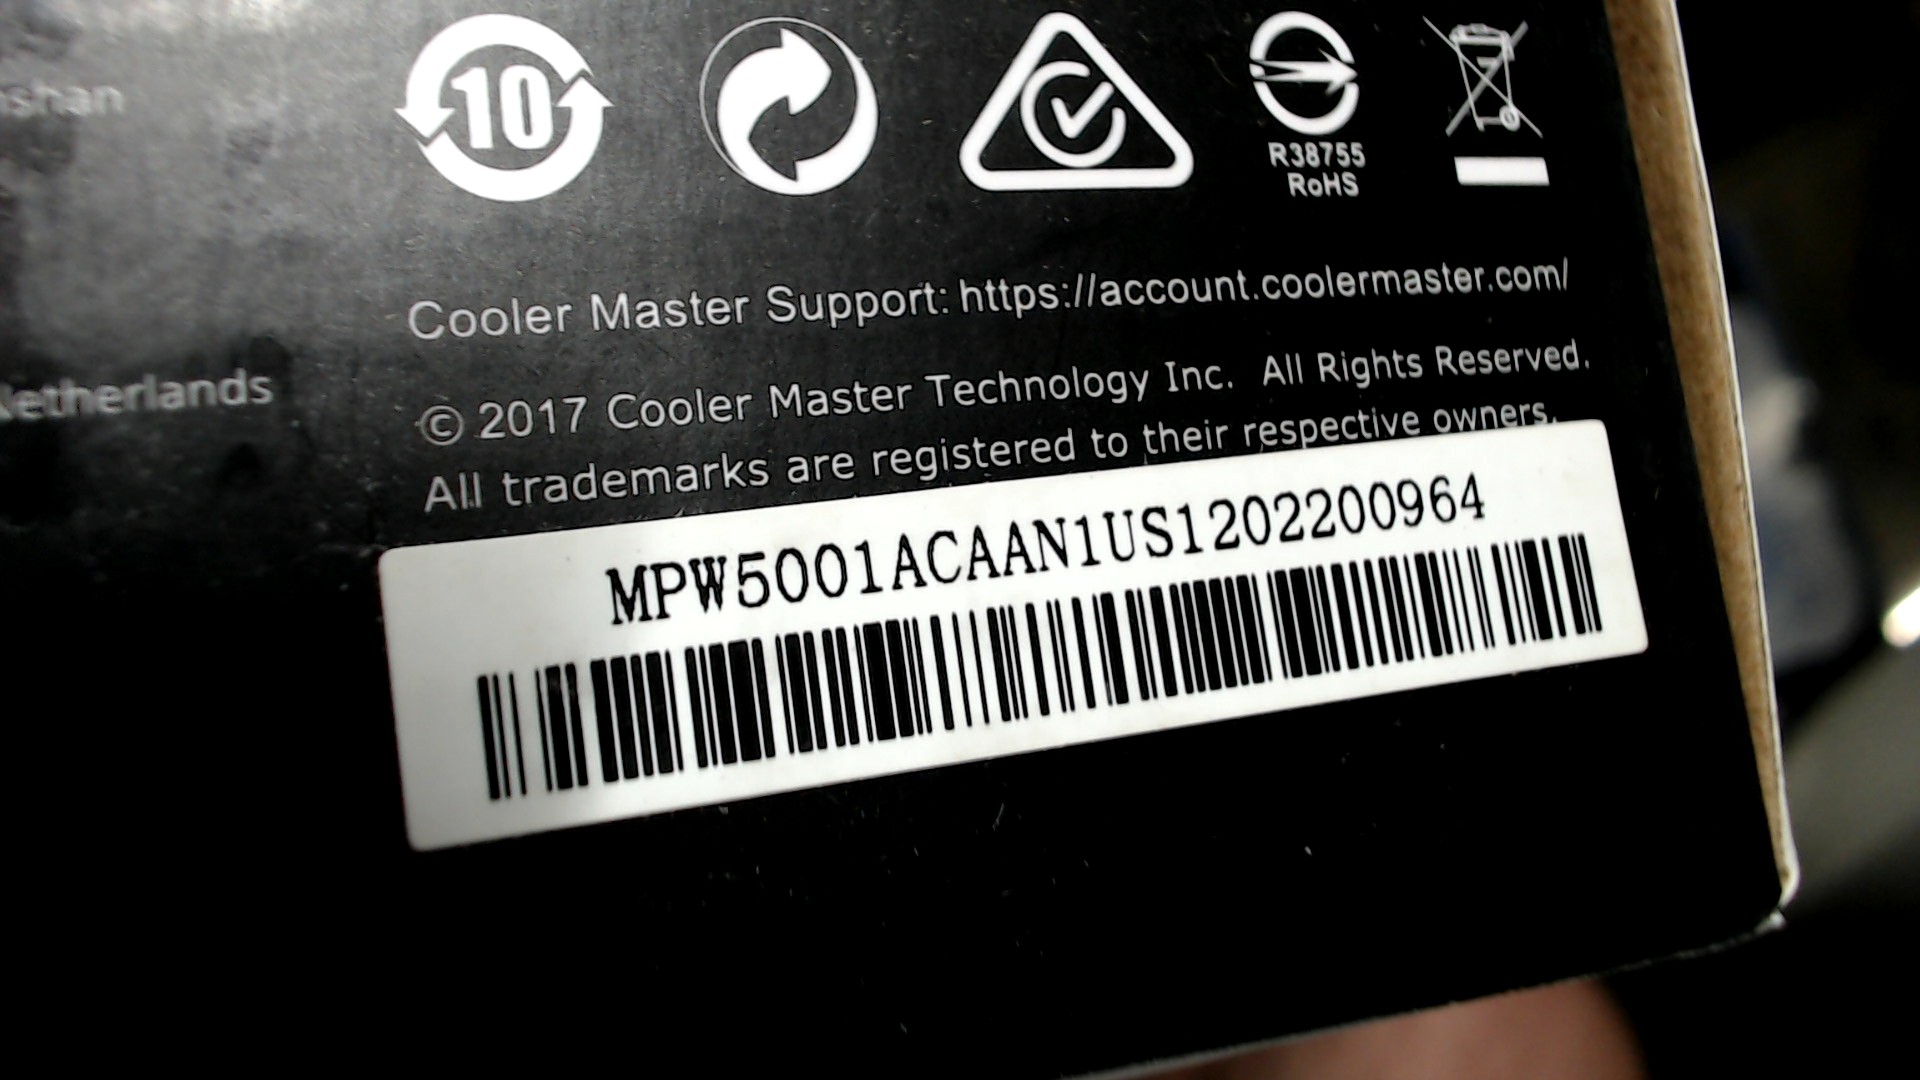 10
R38755
RoHS
Cooler Master Support: https://account.coolermaster.com/
Netherlands
© 2017 Cooler Master Technology Inc. All Rights Reserved.
All trademarks are registered to their respective owners.
MPW5001ACAAN1US1202200964